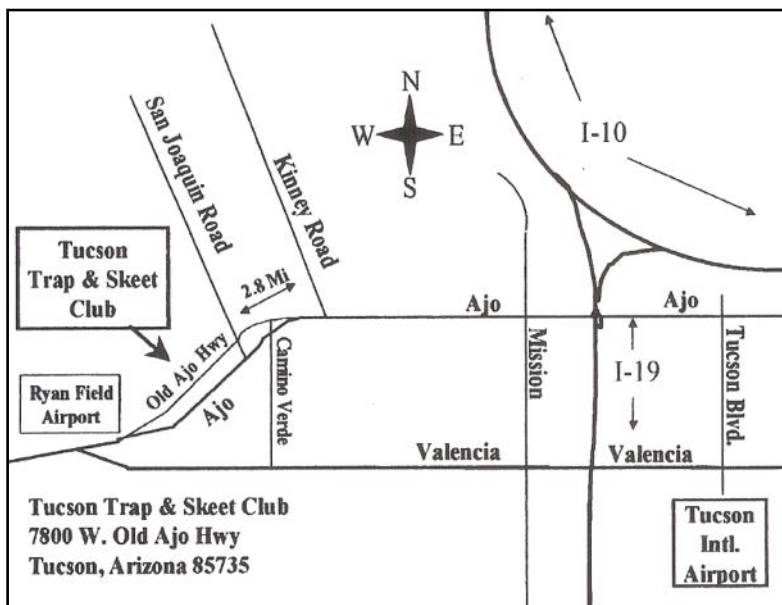 N
W E
S
I-10
San Joaquin Road
Kinney Road
Tucson
Trap & Skeet
Club
2.8 Mi
Ajo
Ajo
Old Ajo Hwy
Ryan Field
Airport
Ajo
Camino Verde
Mission
I-19
Tucson Blvd.
Valencia
Valencia
Tucson Trap & Skeet Club
7800 W. Old Ajo Hwy
Tucson, Arizona 85735
Tucson
Intl.
Airport